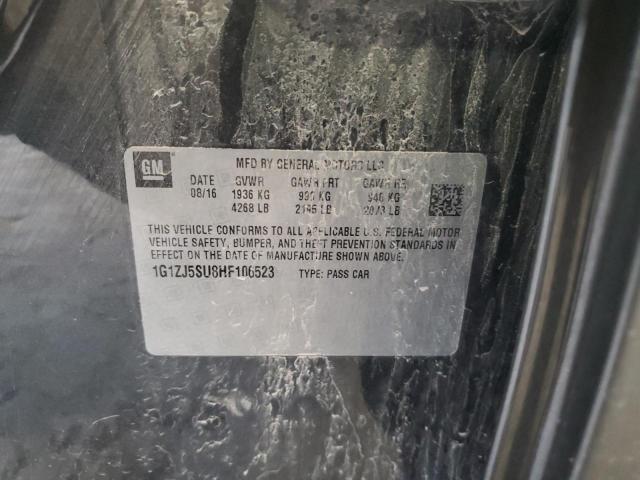 GM
MFD BY GENERAL MOTORS LLC
DATE GVWR GAWR FRT GAWR RR
08/16 1936 KG KG KG
4268 LB LB LB
THIS VEHICLE CONFORMS TO ALL APPLICABLE U.S. FEDERAL MOTOR
VEHICLE SAFETY, BUMPER, AND THEFT PREVENTION STANDARDS IN
EFFECT ON THE DATE OF MANUFACTURE SHOWN ABOVE.
1G1ZJ5SU8HF106523 TYPE: PASS CAR